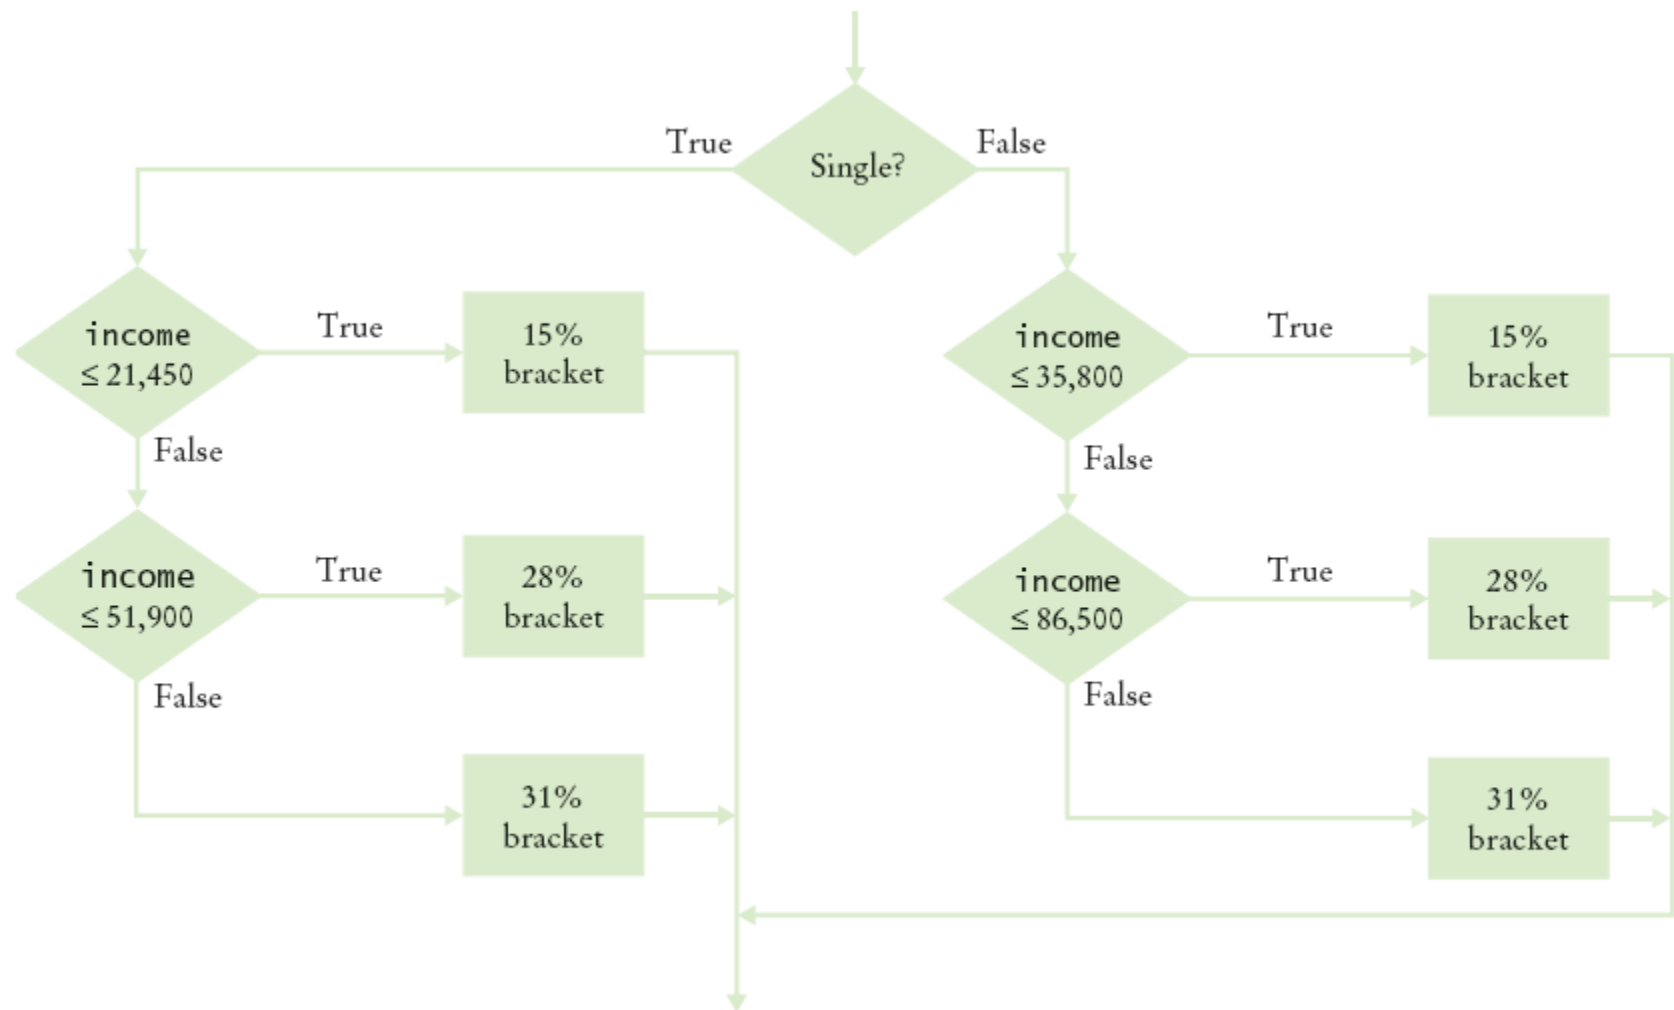 Single?
True
False
income
≤ 21,450
True
15%
bracket
False
income
≤ 51,900
True
28%
bracket
False
31%
bracket
income
≤ 35,800
True
15%
bracket
False
income
≤ 86,500
True
28%
bracket
False
31%
bracket